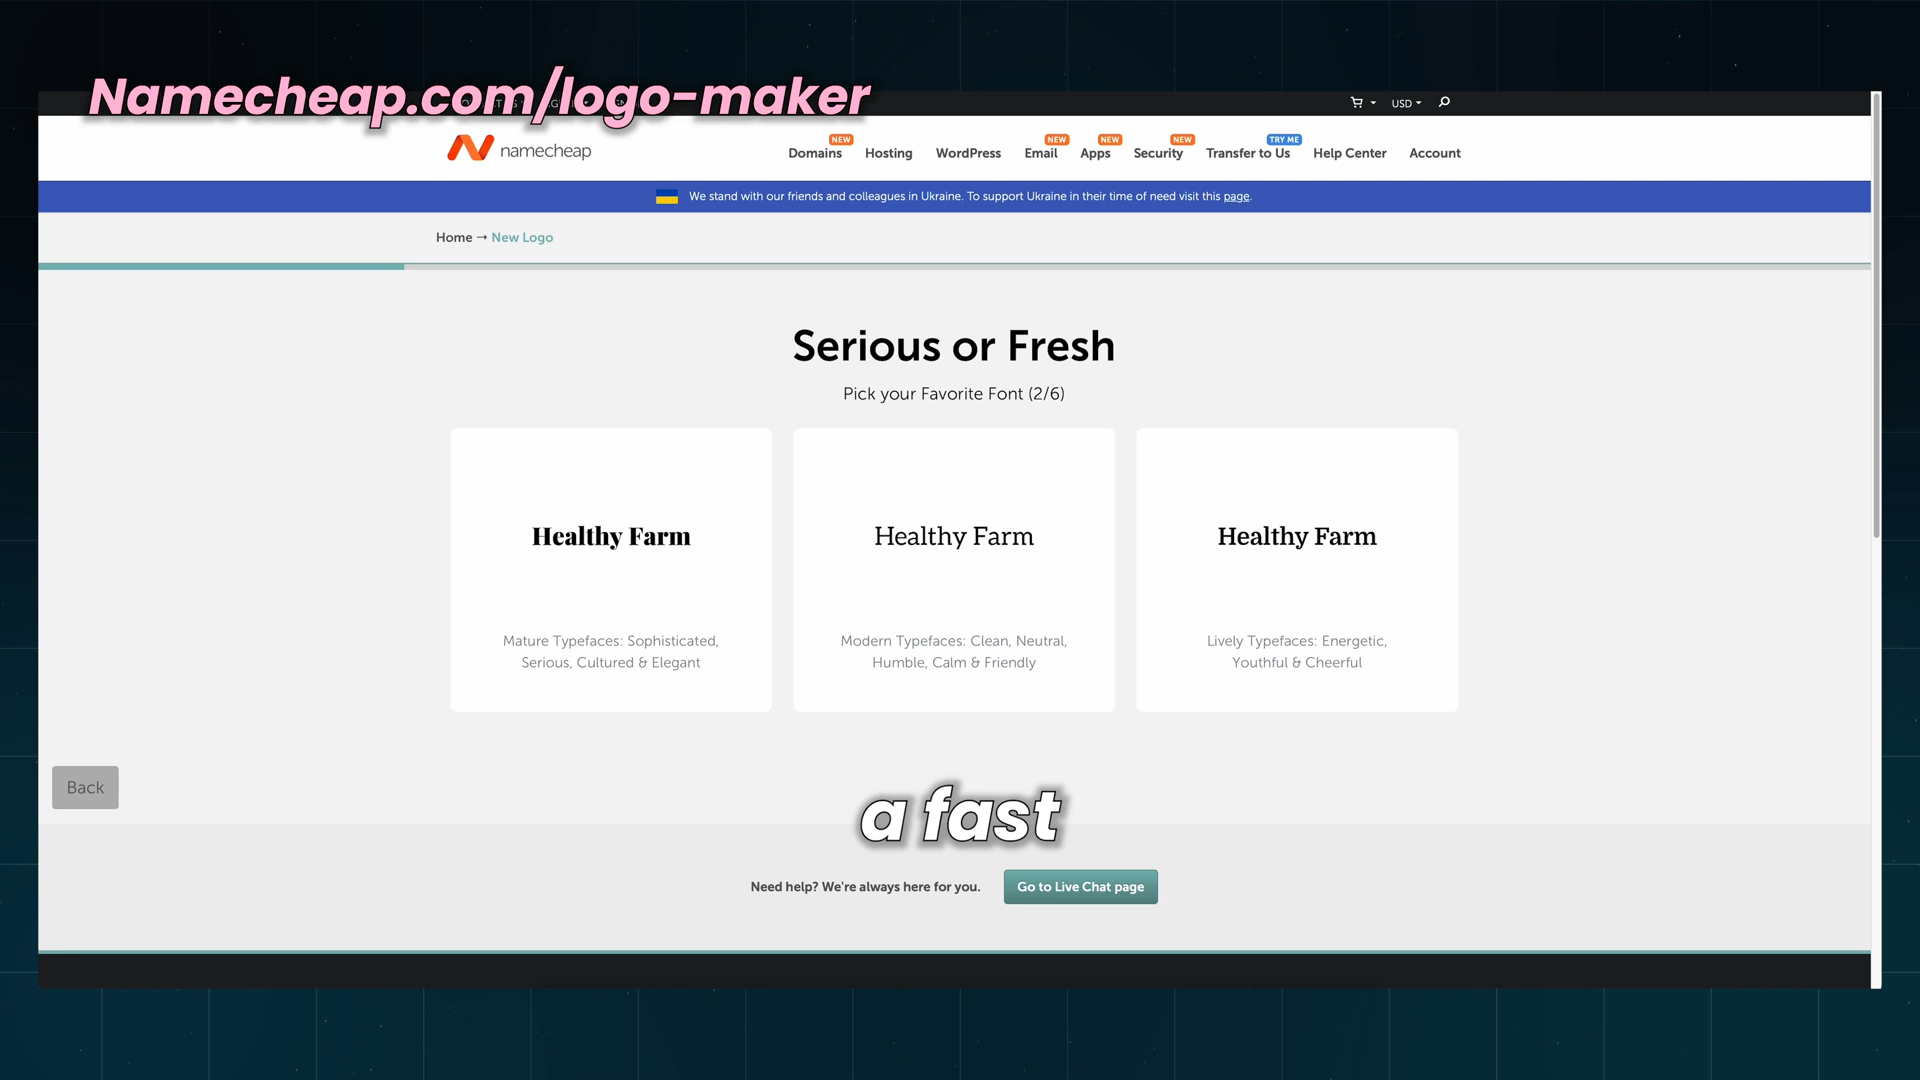 Namecheap.com/logo-maker
USD
namecheap
NEW
NEW
NEW
NEW
TRY ME
Domains Hosting WordPress Email Apps Security Transfer to Us Help Center Account
We stand with our friends and colleagues in Ukraine. To support Ukraine in their time of need visit this page.
Home → New Logo
Serious or Fresh
Pick your Favorite Font (2/6)
Healthy Farm
Mature Typefaces: Sophisticated,
Serious, Cultured & Elegant
Healthy Farm
Modern Typefaces: Clean, Neutral,
Humble, Calm & Friendly
Healthy Farm
Lively Typefaces: Energetic,
Youthful & Cheerful
Back
a fast
Need help? We're always here for you.
Go to Live Chat page